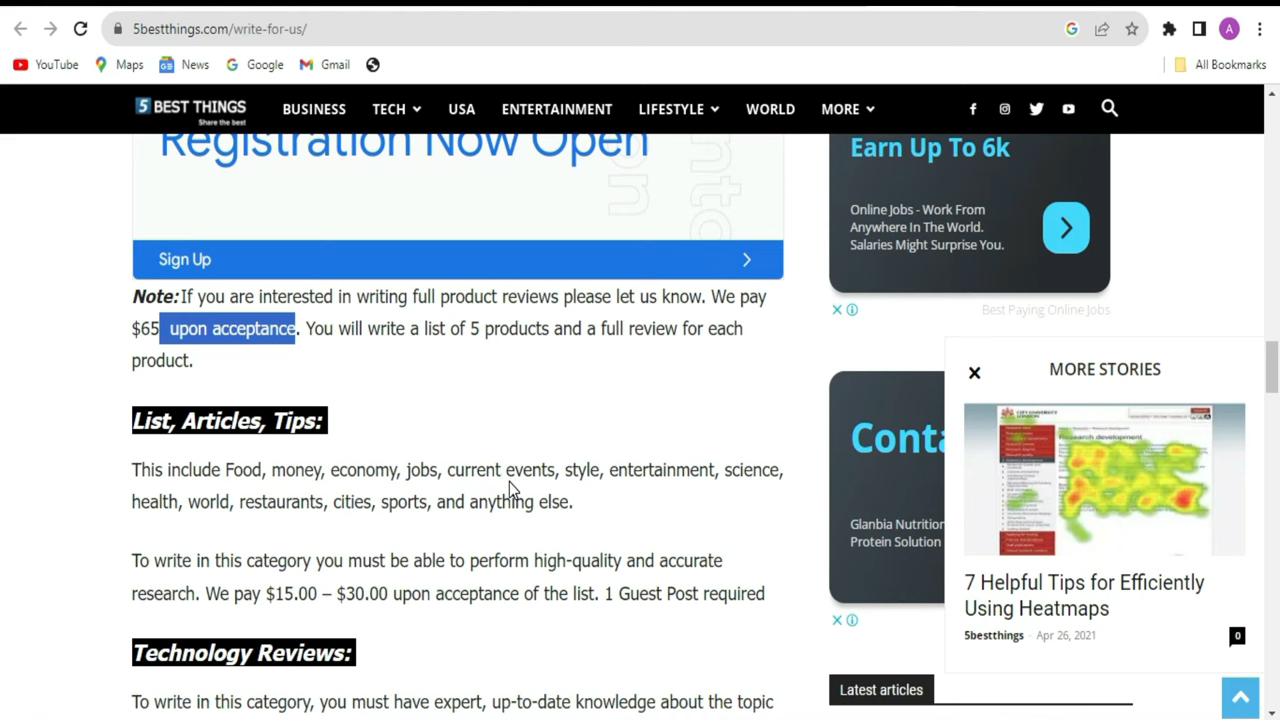 5bestthings.com/write-for-us/
A
YouTube
Maps
News
Google
Gmail
All Bookmarks
5 BEST THINGS
Share the best
BUSINESS
TECH
USA
ENTERTAINMENT
LIFESTYLE
WORLD
MORE
Registration Now Open
Sign Up
Note: If you are interested in writing full product reviews please let us know. We pay
$65 upon acceptance. You will write a list of 5 products and a full review for each
product.
List, Articles, Tips:
This include Food, money, economy, jobs, current events, style, entertainment, science,
health, world, restaurants, cities, sports, and anything else.
To write in this category you must be able to perform high-quality and accurate
research. We pay $15.00 – $30.00 upon acceptance of the list. 1 Guest Post required
Technology Reviews:
To write in this category, you must have expert, up-to-date knowledge about the topic
Earn Up To 6k
Online Jobs - Work From
Anywhere In The World.
Salaries Might Surprise You.
Best Paying Online Jobs
Conta
Glanbia Nutrition
Protein Solution
MORE STORIES
CITY UNIVERSITY
LONDON
Research development
7 Helpful Tips for Efficiently
Using Heatmaps
5bestthings - Apr 26, 2021
0
Latest articles